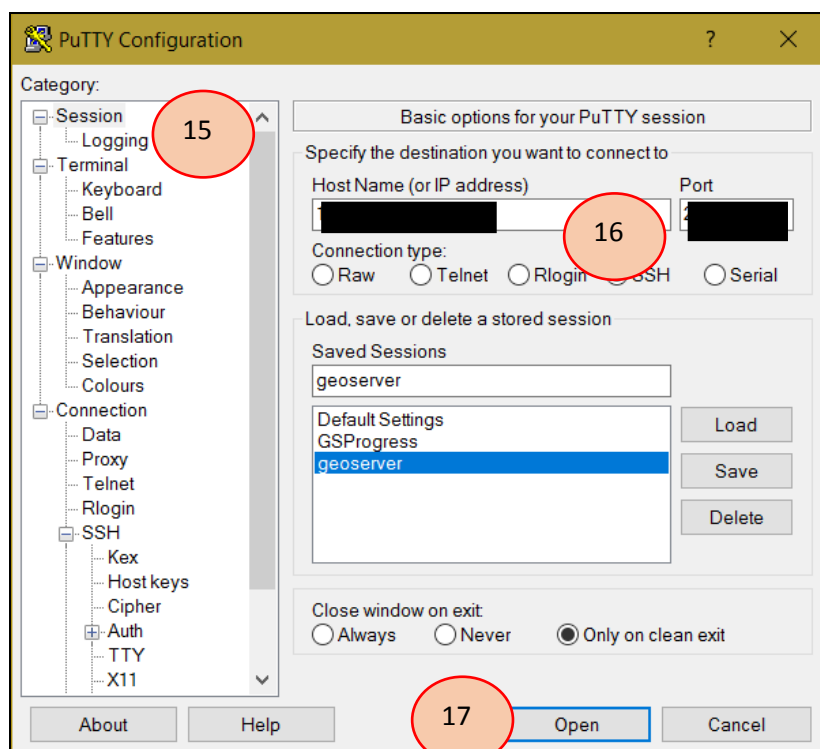 PuTTY Configuration
?
Category:
Session
Logging
Terminal
Keyboard
Bell
Features
Window
Appearance
Behaviour
Translation
Selection
Colours
Connection
Data
Proxy
Telnet
Rlogin
SSH
Kex
Host keys
Cipher
Auth
TTY
X11
15
Basic options for your PuTTY session
Specify the destination you want to connect to
Host Name (or IP address) Port
16
Connection type:
Raw Telnet Rlogin SSH Serial
Load, save or delete a stored session
Saved Sessions
geoserver
Default Settings
GSProgress
geoserver
Load
Save
Delete
Close window on exit:
Always Never Only on clean exit
About Help 17 Open Cancel